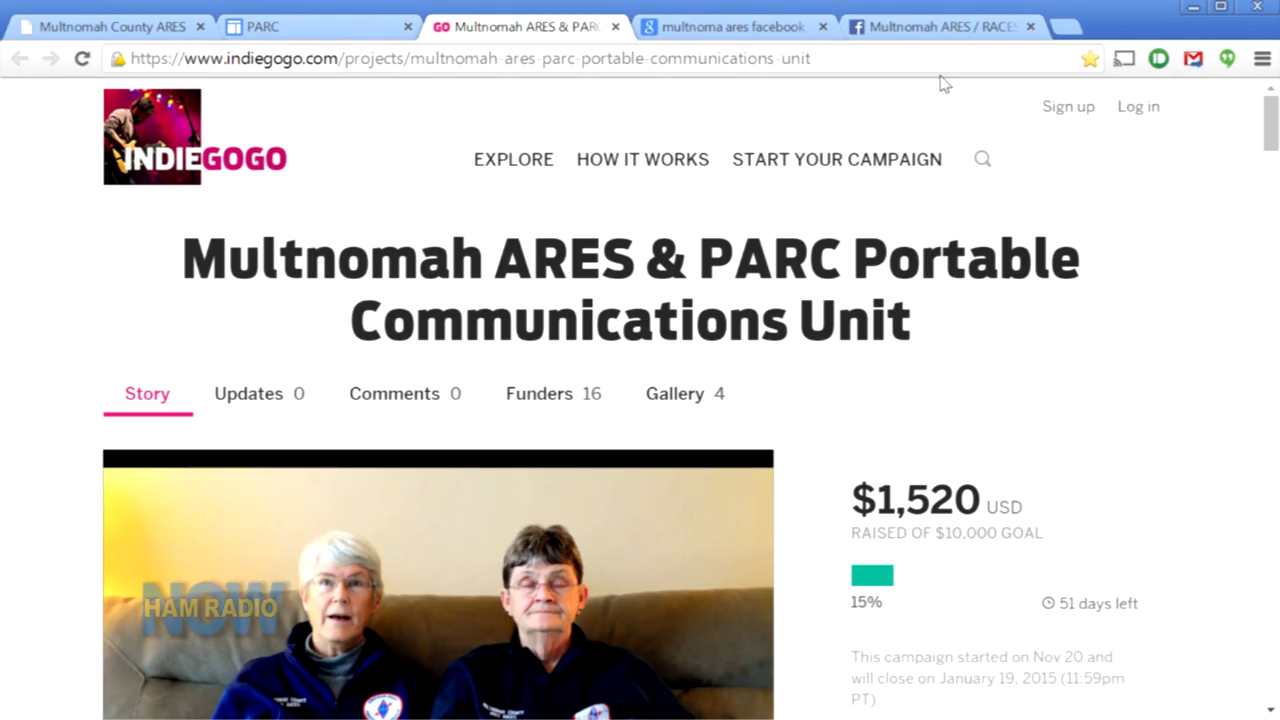 Multnomah County ARES
PARC
GO Multnomah ARES & PARC
multnoma ares facebook
Multnomah ARES / RACES
https://www.indiegogo.com/projects/multnomah-ares-parc-portable-communications-unit
Sign up Log in
INDIEGOGO
EXPLORE HOW IT WORKS START YOUR CAMPAIGN
Multnomah ARES & PARC Portable
Communications Unit
Story Updates 0 Comments 0 Funders 16 Gallery 4
$1,520 USD
RAISED OF $10,000 GOAL
15% 51 days left
This campaign started on Nov 20 and
will close on January 19, 2015 (11:59pm
PT).
HAM RADIO
NOW